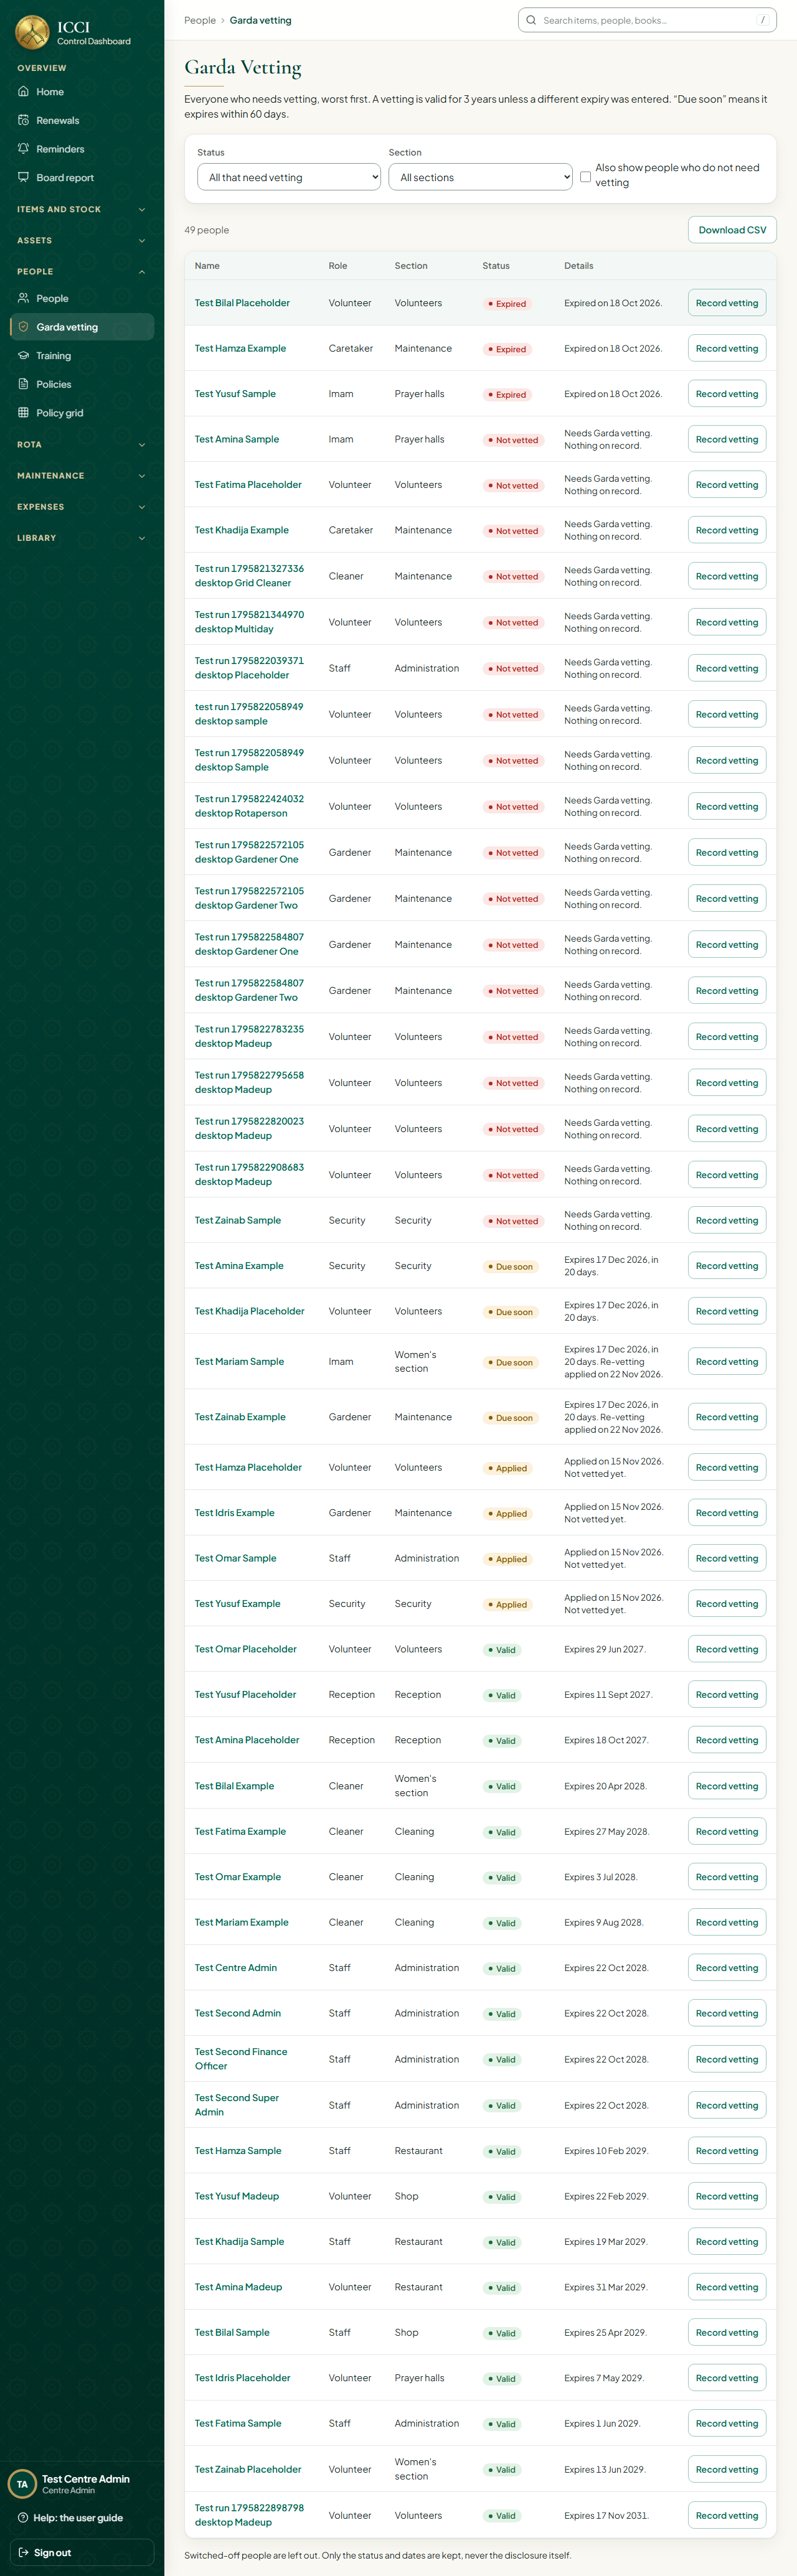 ICCI
Control Dashboard
OVERVIEW
Home
Renewals
Reminders
Board report
ITEMS AND STOCK
ASSETS
PEOPLE
People
Garda vetting
Training
Policies
Policy grid
ROTA
MAINTENANCE
EXPENSES
LIBRARY
TA
Test Centre Admin
Centre Admin
Help: the user guide
Sign out
People > Garda vetting
Search items, people, books... /
Garda Vetting
Everyone who needs vetting, worst first. A vetting is valid for 3 years unless a different expiry was entered. “Due soon” means it
expires within 60 days.
Status
All that need vetting
Section
All sections
Also show people who do not need
vetting
49 people
Download CSV
Name Role Section Status Details
Test Bilal Placeholder Volunteer Volunteers Expired Expired on 18 Oct 2026. Record vetting
Test Hamza Example Caretaker Maintenance Expired Expired on 18 Oct 2026. Record vetting
Test Yusuf Sample Imam Prayer halls Expired Expired on 18 Oct 2026. Record vetting
Test Amina Sample Imam Prayer halls Not vetted Needs Garda vetting.
Nothing on record. Record vetting
Test Fatima Placeholder Volunteer Volunteers Not vetted Needs Garda vetting.
Nothing on record. Record vetting
Test Khadija Example Caretaker Maintenance Not vetted Needs Garda vetting.
Nothing on record. Record vetting
Test run 1795821327336
desktop Grid Cleaner Cleaner Maintenance Not vetted Needs Garda vetting.
Nothing on record. Record vetting
Test run 1795821344970
desktop Multiday Volunteer Volunteers Not vetted Needs Garda vetting.
Nothing on record. Record vetting
Test run 1795822039371
desktop Placeholder Staff Administration Not vetted Needs Garda vetting.
Nothing on record. Record vetting
test run 1795822058949
desktop sample Volunteer Volunteers Not vetted Needs Garda vetting.
Nothing on record. Record vetting
Test run 1795822058949
desktop Sample Volunteer Volunteers Not vetted Needs Garda vetting.
Nothing on record. Record vetting
Test run 1795822424032
desktop Rotaperson Volunteer Volunteers Not vetted Needs Garda vetting.
Nothing on record. Record vetting
Test run 1795822572105
desktop Gardener One Gardener Maintenance Not vetted Needs Garda vetting.
Nothing on record. Record vetting
Test run 1795822572105
desktop Gardener Two Gardener Maintenance Not vetted Needs Garda vetting.
Nothing on record. Record vetting
Test run 1795822584807
desktop Gardener One Gardener Maintenance Not vetted Needs Garda vetting.
Nothing on record. Record vetting
Test run 1795822584807
desktop Gardener Two Gardener Maintenance Not vetted Needs Garda vetting.
Nothing on record. Record vetting
Test run 1795822783235
desktop Madeup Volunteer Volunteers Not vetted Needs Garda vetting.
Nothing on record. Record vetting
Test run 1795822795658
desktop Madeup Volunteer Volunteers Not vetted Needs Garda vetting.
Nothing on record. Record vetting
Test run 1795822820023
desktop Madeup Volunteer Volunteers Not vetted Needs Garda vetting.
Nothing on record. Record vetting
Test run 1795822908683
desktop Madeup Volunteer Volunteers Not vetted Needs Garda vetting.
Nothing on record. Record vetting
Test Zainab Sample Security Security Not vetted Needs Garda vetting.
Nothing on record. Record vetting
Test Amina Example Security Security Due soon Expires 17 Dec 2026, in
20 days. Record vetting
Test Khadija Placeholder Volunteer Volunteers Due soon Expires 17 Dec 2026, in
20 days. Record vetting
Test Mariam Sample Imam Women's
section Due soon Expires 17 Dec 2026, in
20 days. Re-vetting
applied on 22 Nov 2026. Record vetting
Test Zainab Example Gardener Maintenance Due soon Expires 17 Dec 2026, in
20 days. Re-vetting
applied on 22 Nov 2026. Record vetting
Test Hamza Placeholder Volunteer Volunteers Applied Applied on 15 Nov 2026.
Not vetted yet. Record vetting
Test Idris Example Gardener Maintenance Applied Applied on 15 Nov 2026.
Not vetted yet. Record vetting
Test Omar Sample Staff Administration Applied Applied on 15 Nov 2026.
Not vetted yet. Record vetting
Test Yusuf Example Security Security Applied Applied on 15 Nov 2026.
Not vetted yet. Record vetting
Test Omar Placeholder Volunteer Volunteers Valid Expires 29 Jun 2027. Record vetting
Test Yusuf Placeholder Reception Reception Valid Expires 11 Sept 2027. Record vetting
Test Amina Placeholder Reception Reception Valid Expires 18 Oct 2027. Record vetting
Test Bilal Example Cleaner Women's
section Valid Expires 20 Apr 2028. Record vetting
Test Fatima Example Cleaner Cleaning Valid Expires 27 May 2028. Record vetting
Test Omar Example Cleaner Cleaning Valid Expires 3 Jul 2028. Record vetting
Test Mariam Example Cleaner Cleaning Valid Expires 9 Aug 2028. Record vetting
Test Centre Admin Staff Administration Valid Expires 22 Oct 2028. Record vetting
Test Second Admin Staff Administration Valid Expires 22 Oct 2028. Record vetting
Test Second Finance
Officer Staff Administration Valid Expires 22 Oct 2028. Record vetting
Test Second Super
Admin Staff Administration Valid Expires 22 Oct 2028. Record vetting
Test Hamza Sample Staff Restaurant Valid Expires 10 Feb 2029. Record vetting
Test Yusuf Madeup Volunteer Shop Valid Expires 22 Feb 2029. Record vetting
Test Khadija Sample Staff Restaurant Valid Expires 19 Mar 2029. Record vetting
Test Amina Madeup Volunteer Restaurant Valid Expires 31 Mar 2029. Record vetting
Test Bilal Sample Staff Shop Valid Expires 25 Apr 2029. Record vetting
Test Idris Placeholder Volunteer Prayer halls Valid Expires 7 May 2029. Record vetting
Test Fatima Sample Staff Administration Valid Expires 1 Jun 2029. Record vetting
Test Zainab Placeholder Volunteer Women's
section Valid Expires 13 Jun 2029. Record vetting
Test run 1795822898798
desktop Madeup Volunteer Volunteers Valid Expires 17 Nov 2031. Record vetting
Switched-off people are left out. Only the status and dates are kept, never the disclosure itself.